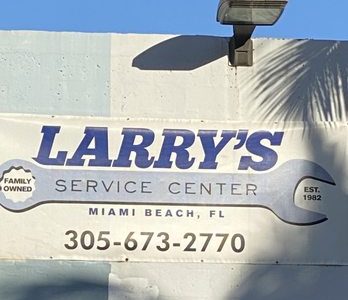 LARRY'S
FAMILY
OWNED
SERVICE CENTER
EST.
1982
MIAMI BEACH, FL
305-673-2770